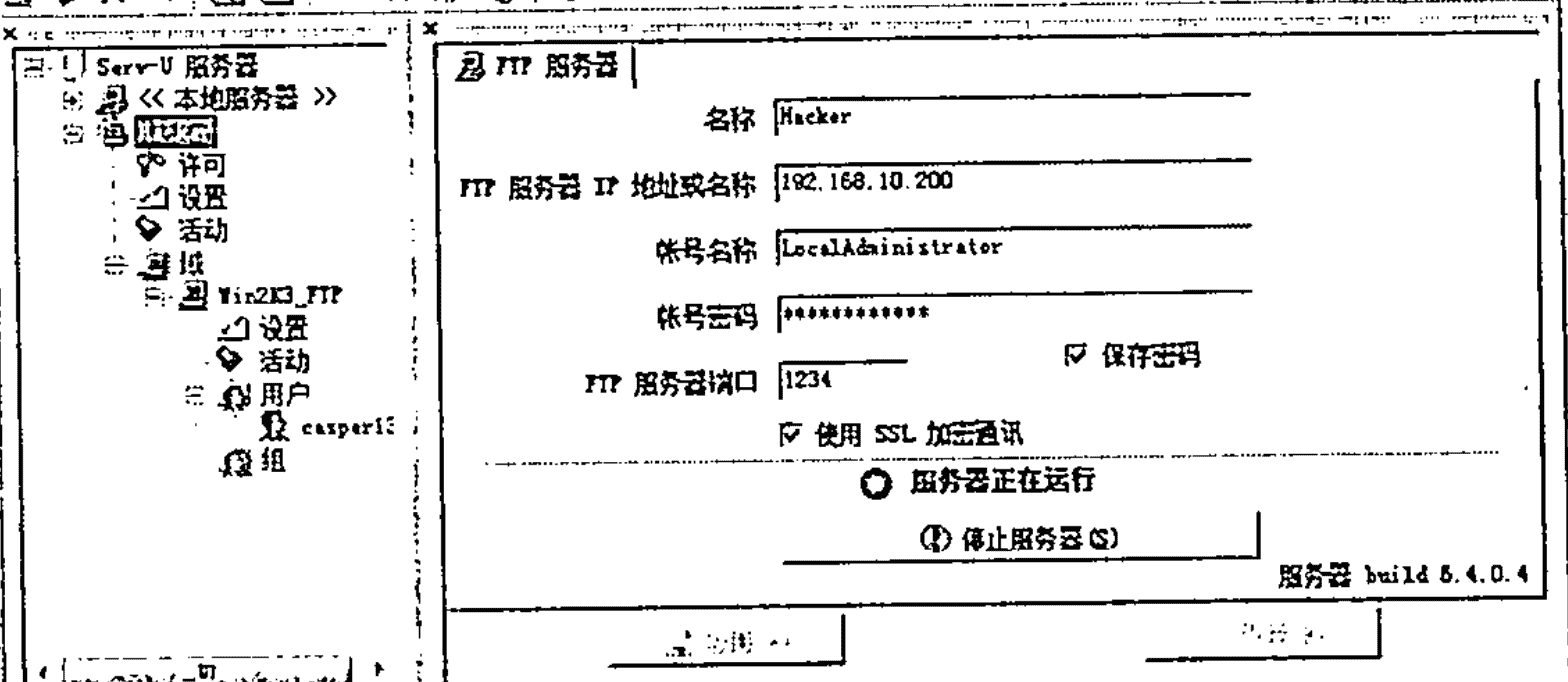 Serv-U 服务器
<< 本地服务器 >>
许可
设置
活动
域
Win2K3_FTP
设置
活动
用户
组
FTP 服务器
名称 Hacker
FTP 服务器 IP 地址或名称 192.168.10.200
帐号名称 LocalAdministrator
帐号密码 ************
保存密码
FTP 服务器端口 1234
使用 SSL 加密通讯
服务器正在运行
停止服务器(S)
服务器 build 6.4.0.4